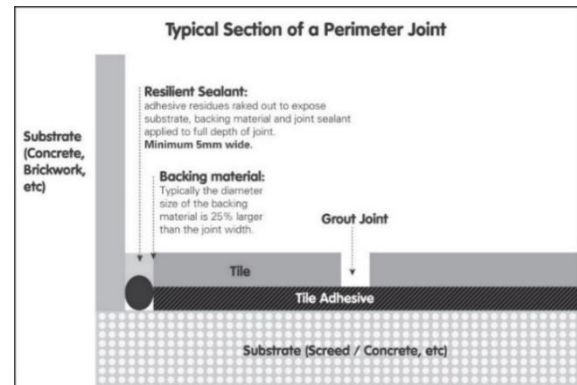 Typical Section of a Perimeter Joint
Resilient Sealant:
adhesive residues raked out to expose
substrate, backing material and joint sealant
applied to full depth of joint.
Minimum 5mm wide.
Substrate
(Concrete,
Brickwork,
etc)
Backing material:
Typically the diameter
size of the backing
material is 25% larger
than the joint width.
Grout Joint
Tile
Tile Adhesive
Substrate (Screed / Concrete, etc)